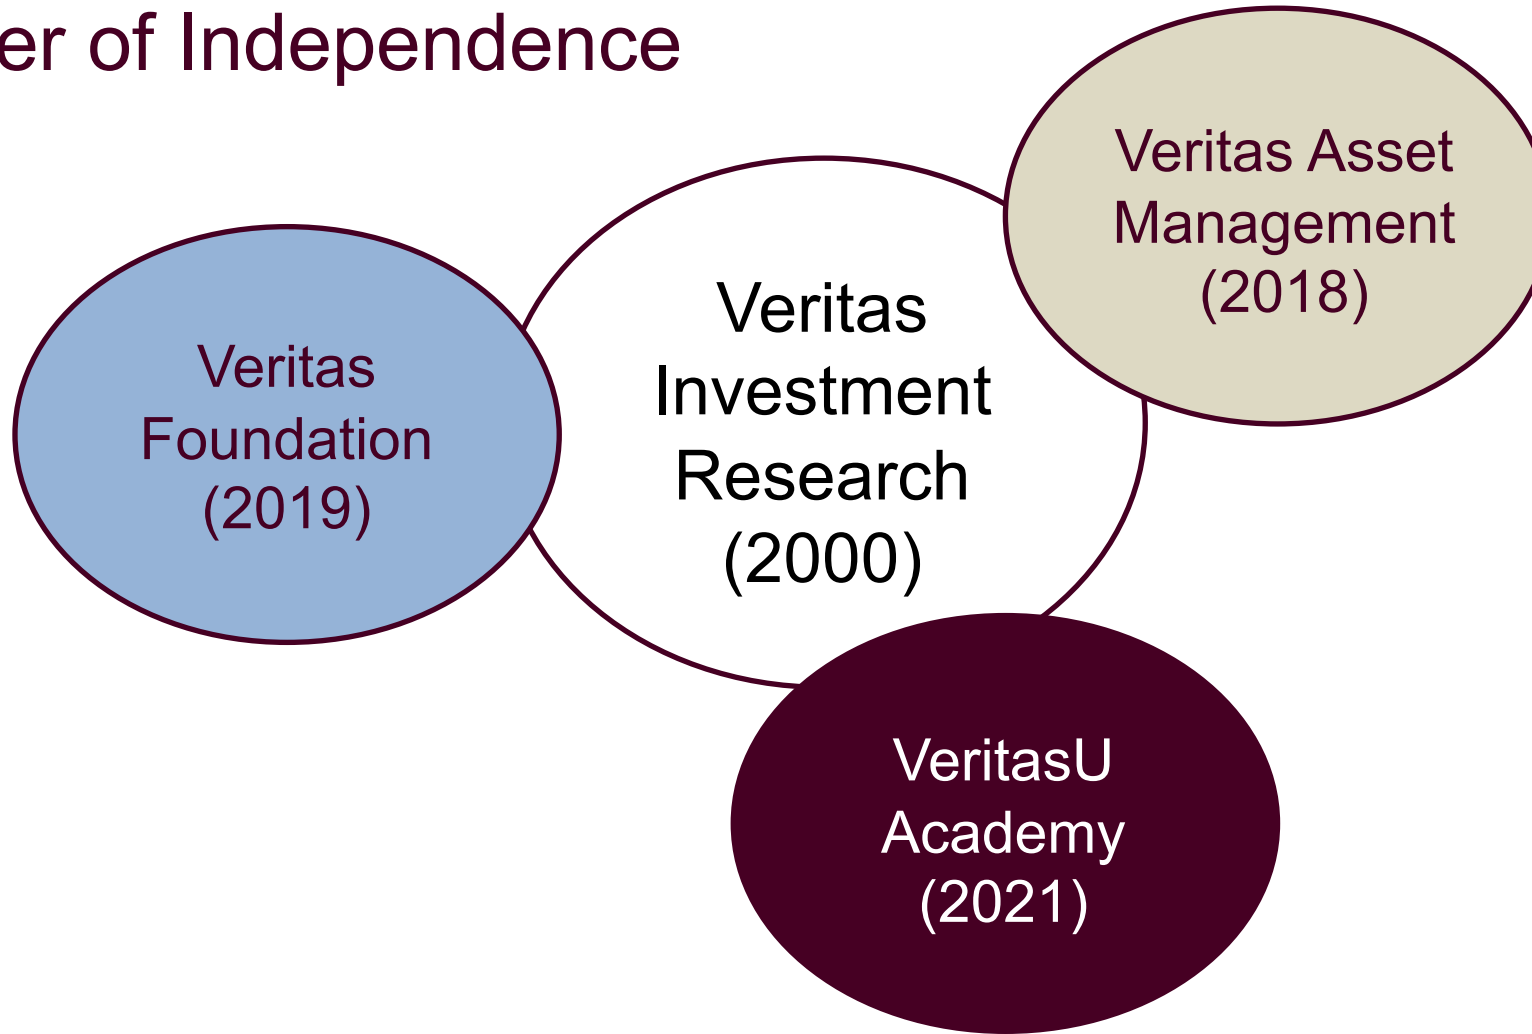 er of Independence
Veritas Asset
Management
(2018)
Veritas
Investment
Research
(2000)
Veritas
Foundation
(2019)
VeritasU
Academy
(2021)